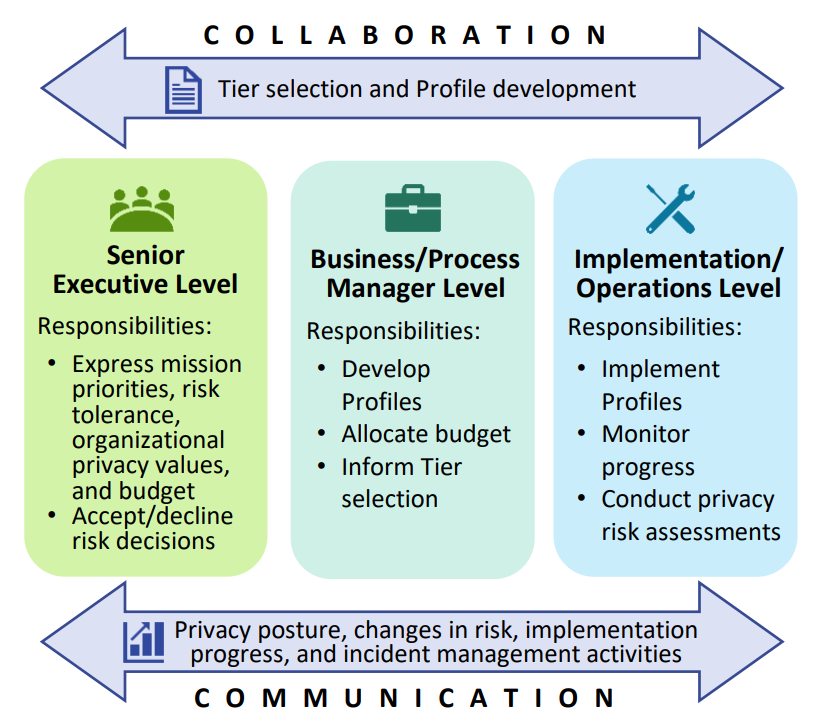 COLLABORATION
Tier selection and Profile development
Senior
Executive Level
Responsibilities:
• Express mission
priorities, risk
tolerance,
organizational
privacy values,
and budget
• Accept/decline
risk decisions
Business/Process
Manager Level
Responsibilities:
• Develop
Profiles
• Allocate budget
• Inform Tier
selection
Implementation/
Operations Level
Responsibilities:
• Implement
Profiles
• Monitor
progress
• Conduct privacy
risk assessments
Privacy posture, changes in risk, implementation
progress, and incident management activities
COMMUNICATION